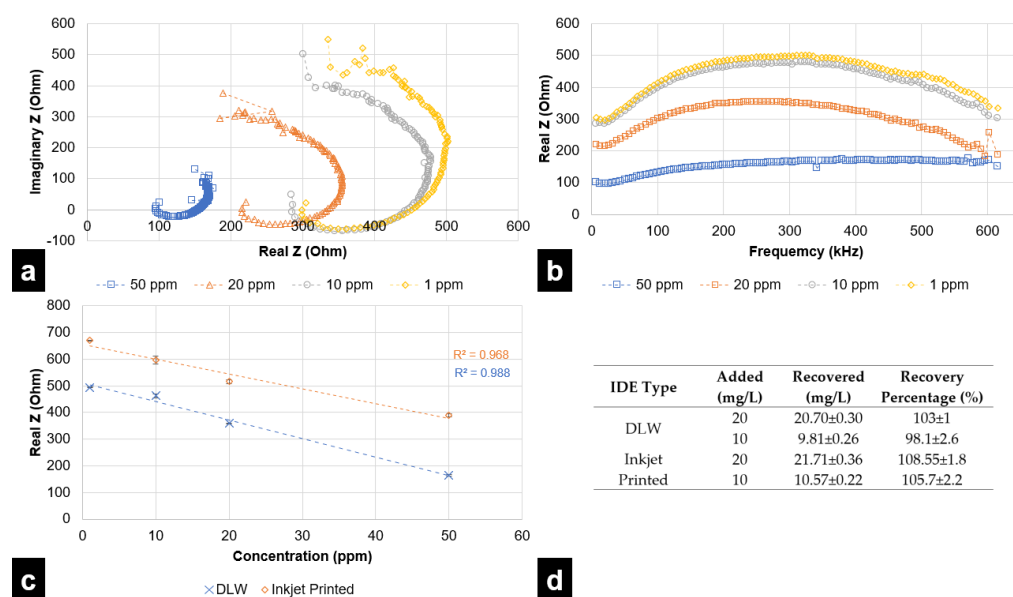 600
500
400
300
200
100
0
-100
Imaginary Z (Ohm)
0 100 200 300 400 500 600
Real Z (Ohm)
a
50 ppm 20 ppm 10 ppm 1 ppm
600
500
400
300
200
100
0
Real Z (Ohm)
0 100 200 300 400 500 600
Frequemcy (kHz)
b
50 ppm 20 ppm 10 ppm 1 ppm
800
700
600
500
400
300
200
100
0
Real Z (Ohm)
R² = 0.968
R² = 0.988
0 10 20 30 40 50 60
Concentration (ppm)
c
DLW Inkjet Printed
IDE Type Added (mg/L) Recovered (mg/L) Recovery Percentage (%)
DLW 20 20.70±0.30 103±1
10 9.81±0.26 98.1±2.6
Inkjet 20 21.71±0.36 108.55±1.8
Printed 10 10.57±0.22 105.7±2.2
d